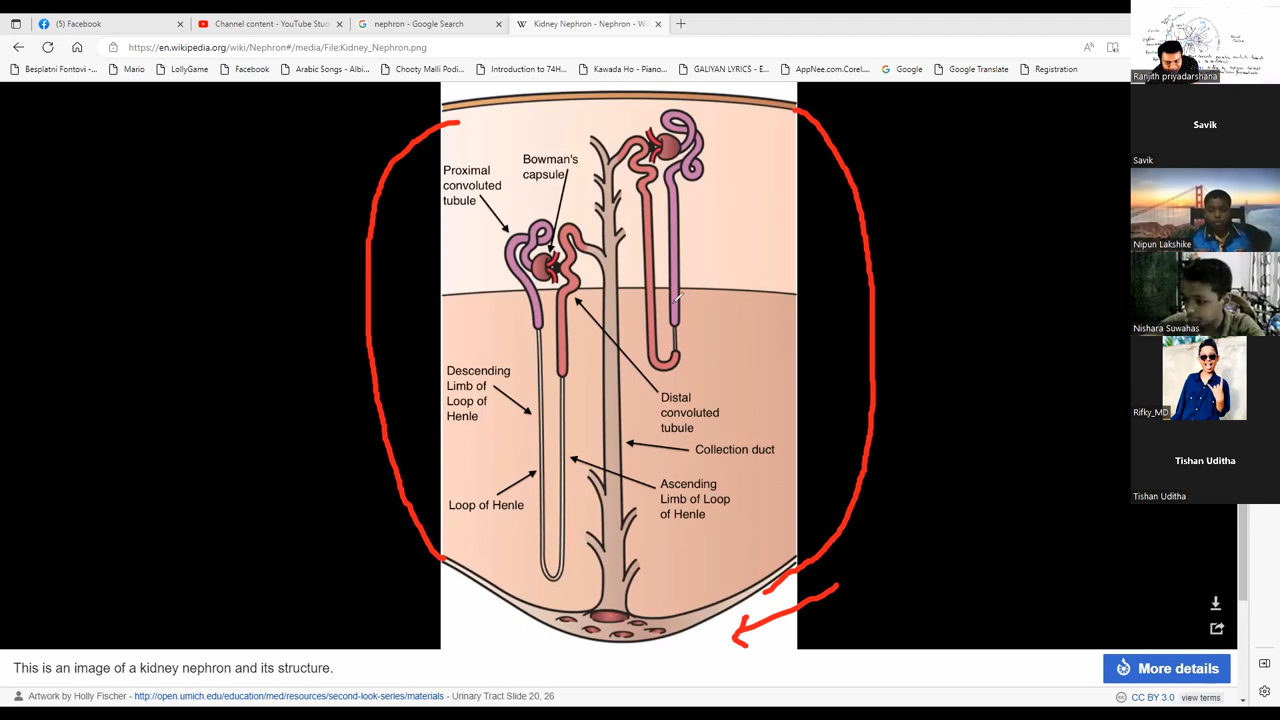 (5) Facebook
Channel content - YouTube Stu
nephron - Google Search
Kidney Nephron - Nephron - Wi
https://en.wikipedia.org/wiki/Nephron#/media/File:Kidney_Nephron.png
Besplatni Fontovi -...
Mario
LollyGame
Facebook
Arabic Songs - Albi...
Chooty Malli Podi...
Introduction to 74H...
Kawada Ho - Piano...
GALIYAN LYRICS - E...
AppNee.com.Corel...
Google
Google Translate
Registration
Proximal
convoluted
tubule
Bowman's
capsule
Descending
Limb of
Loop of
Henle
Loop of Henle
Distal
convoluted
tubule
Collection duct
Ascending
Limb of Loop
of Henle
Ranjith priyadarshana
Savik
Savik
Nipun Lakshike
Nishara Suwahas
Rifky_MD
Tishan Uditha
Tishan Uditha
This is an image of a kidney nephron and its structure.
More details
Artwork by Holly Fischer - http://open.umich.edu/education/med/resources/second-look-series/materials - Urinary Tract Slide 20, 26
CC BY 3.0
view terms